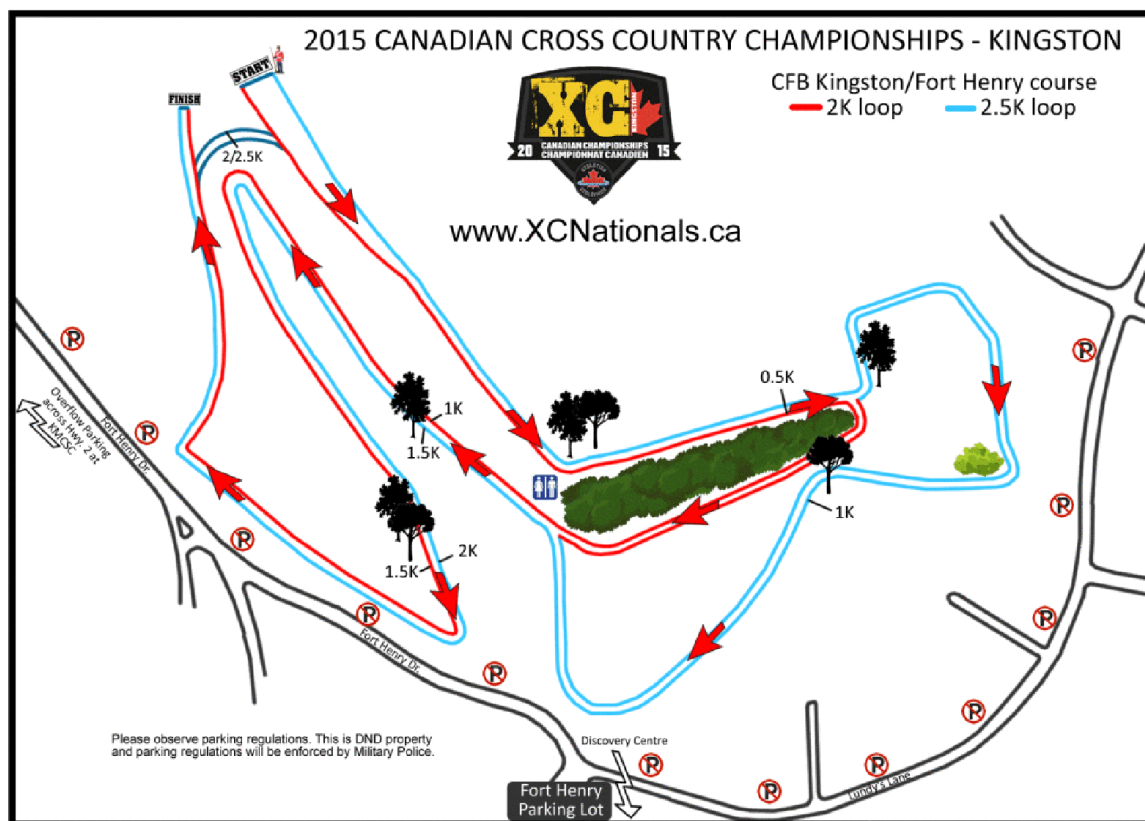 2015 CANADIAN CROSS COUNTRY CHAMPIONSHIPS - KINGSTON
START
FINISH
CFB Kingston/Fort Henry course
2K loop
2.5K loop
XC
KINGSTON
20
CANADIAN CHAMPIONSHIPS
CHAMPIONNAT CANADIEN
15
2/2.5K
www.XCNationals.ca
0.5K
1K
1.5K
1K
2K
1.5K
P
P
P
P
P
P
P
P
P
P
P
P
Overflow Parking
across Hwy. 2 at
KMCSC
Fort Henry Dr.
Fort Henry Dr.
Please observe parking regulations. This is DND property
and parking regulations will be enforced by Military Police.
Discovery Centre
Fort Henry
Parking Lot
Lundy's Lane